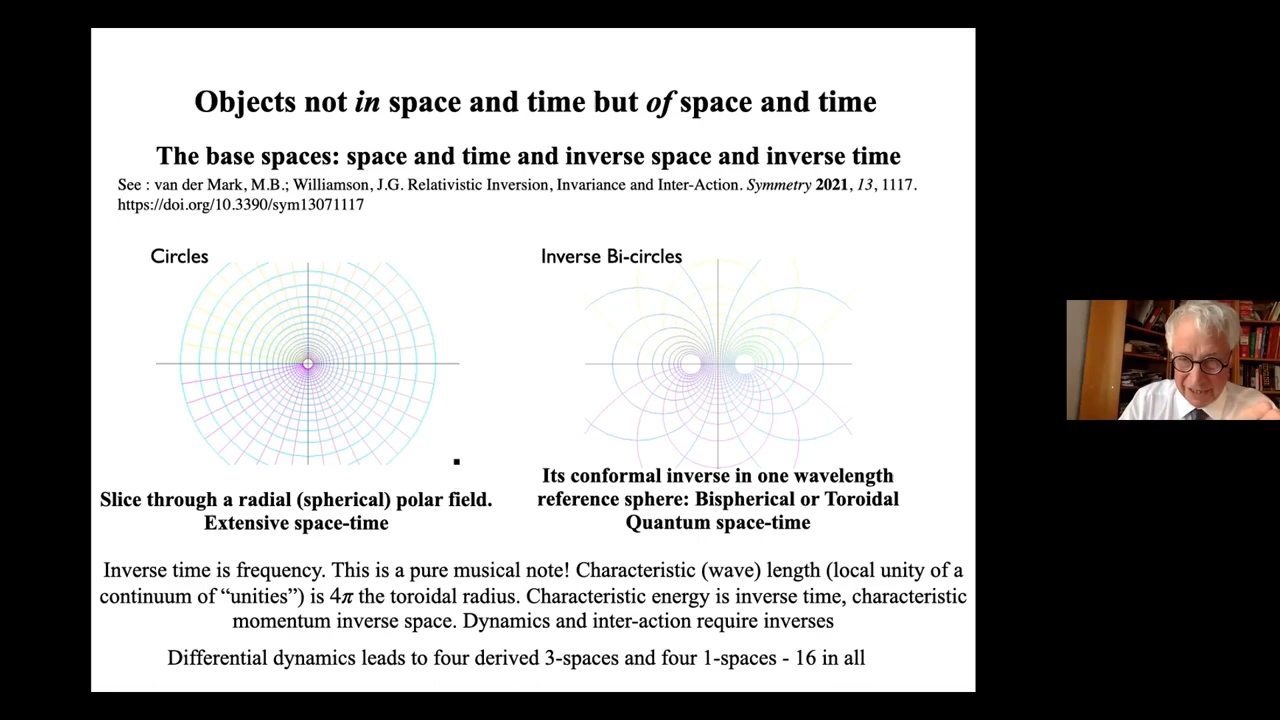 Objects not in space and time but of space and time
The base spaces: space and time and inverse space and inverse time
See : van der Mark, M.B.; Williamson, J.G. Relativistic Inversion, Invariance and Inter-Action. Symmetry 2021, 13, 1117.
https://doi.org/10.3390/sym13071117
Circles
Inverse Bi-circles
Slice through a radial (spherical) polar field.
Extensive space-time
Its conformal inverse in one wavelength
reference sphere: Bispherical or Toroidal
Quantum space-time
Inverse time is frequency. This is a pure musical note! Characteristic (wave) length (local unity of a
continuum of “unities”) is 4π the toroidal radius. Characteristic energy is inverse time, characteristic
momentum inverse space. Dynamics and inter-action require inverses
Differential dynamics leads to four derived 3-spaces and four 1-spaces - 16 in all